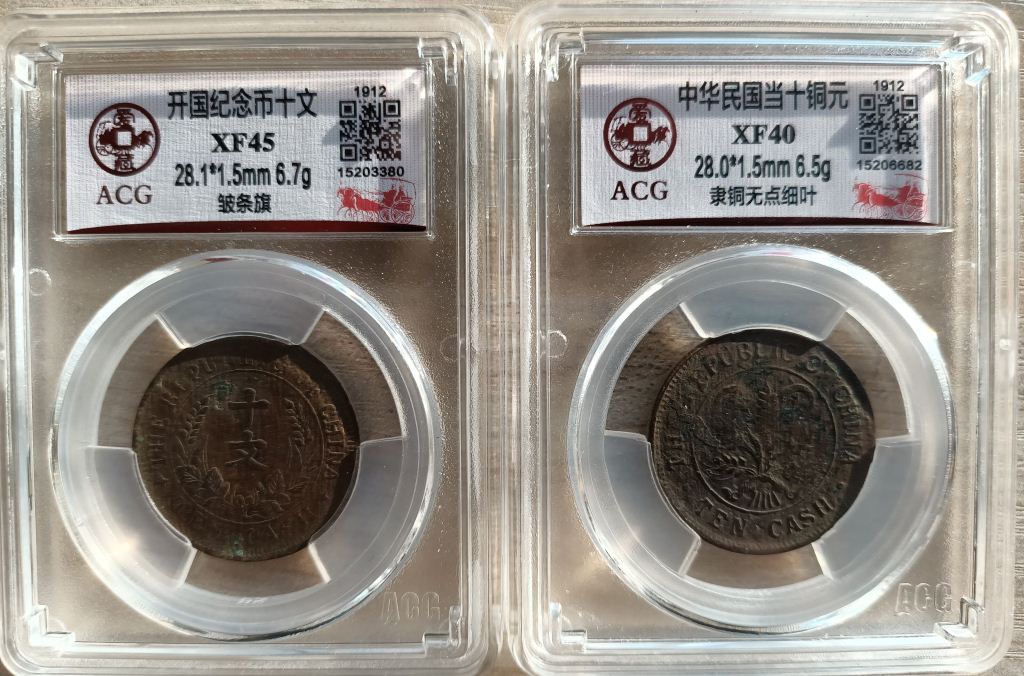 开国纪念币十文
1912
XF45
28.1*1.5mm 6.7g
15203380
ACG
皱条旗
十
文
CHINA
ACG
中华民国当十铜元
1912
XF40
28.0*1.5mm 6.5g
15206682
ACG
隶铜无点细叶
REPUBLIC OF CHINA
TEN CASH
ACG